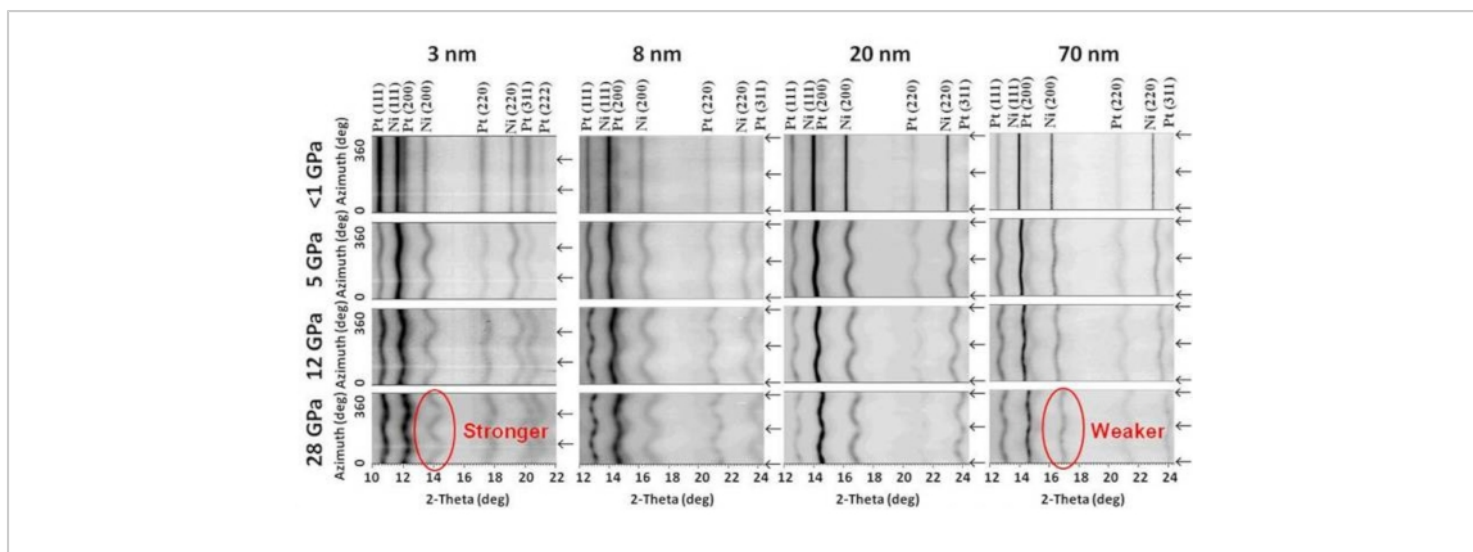 3 nm 8 nm 20 nm 70 nm
Pt (111) Ni (111) Pt (200) Ni (200) Pt (220) Ni (220) Pt (311) Pt (222)
Pt (111) Ni (111) Pt (200) Ni (200) Pt (220) Ni (220) Pt (311)
Pt (111) Ni (111) Pt (200) Ni (200) Pt (220) Ni (220) Pt (311)
Pt (111) Ni (111) Pt (200) Ni (200) Pt (220) Ni (220) Pt (311)
<1 GPa
Azimuth (deg)
0 360
5 GPa
Azimuth (deg)
0 360
12 GPa
Azimuth (deg)
0 360
28 GPa
Azimuth (deg)
0 360
Stronger Weaker
10 12 14 16 18 20 22 14 16 18 20 22 24 14 16 18 20 22 24 14 16 18 20 22 24
2-Theta (deg) 2-Theta (deg) 2-Theta (deg) 2-Theta (deg)